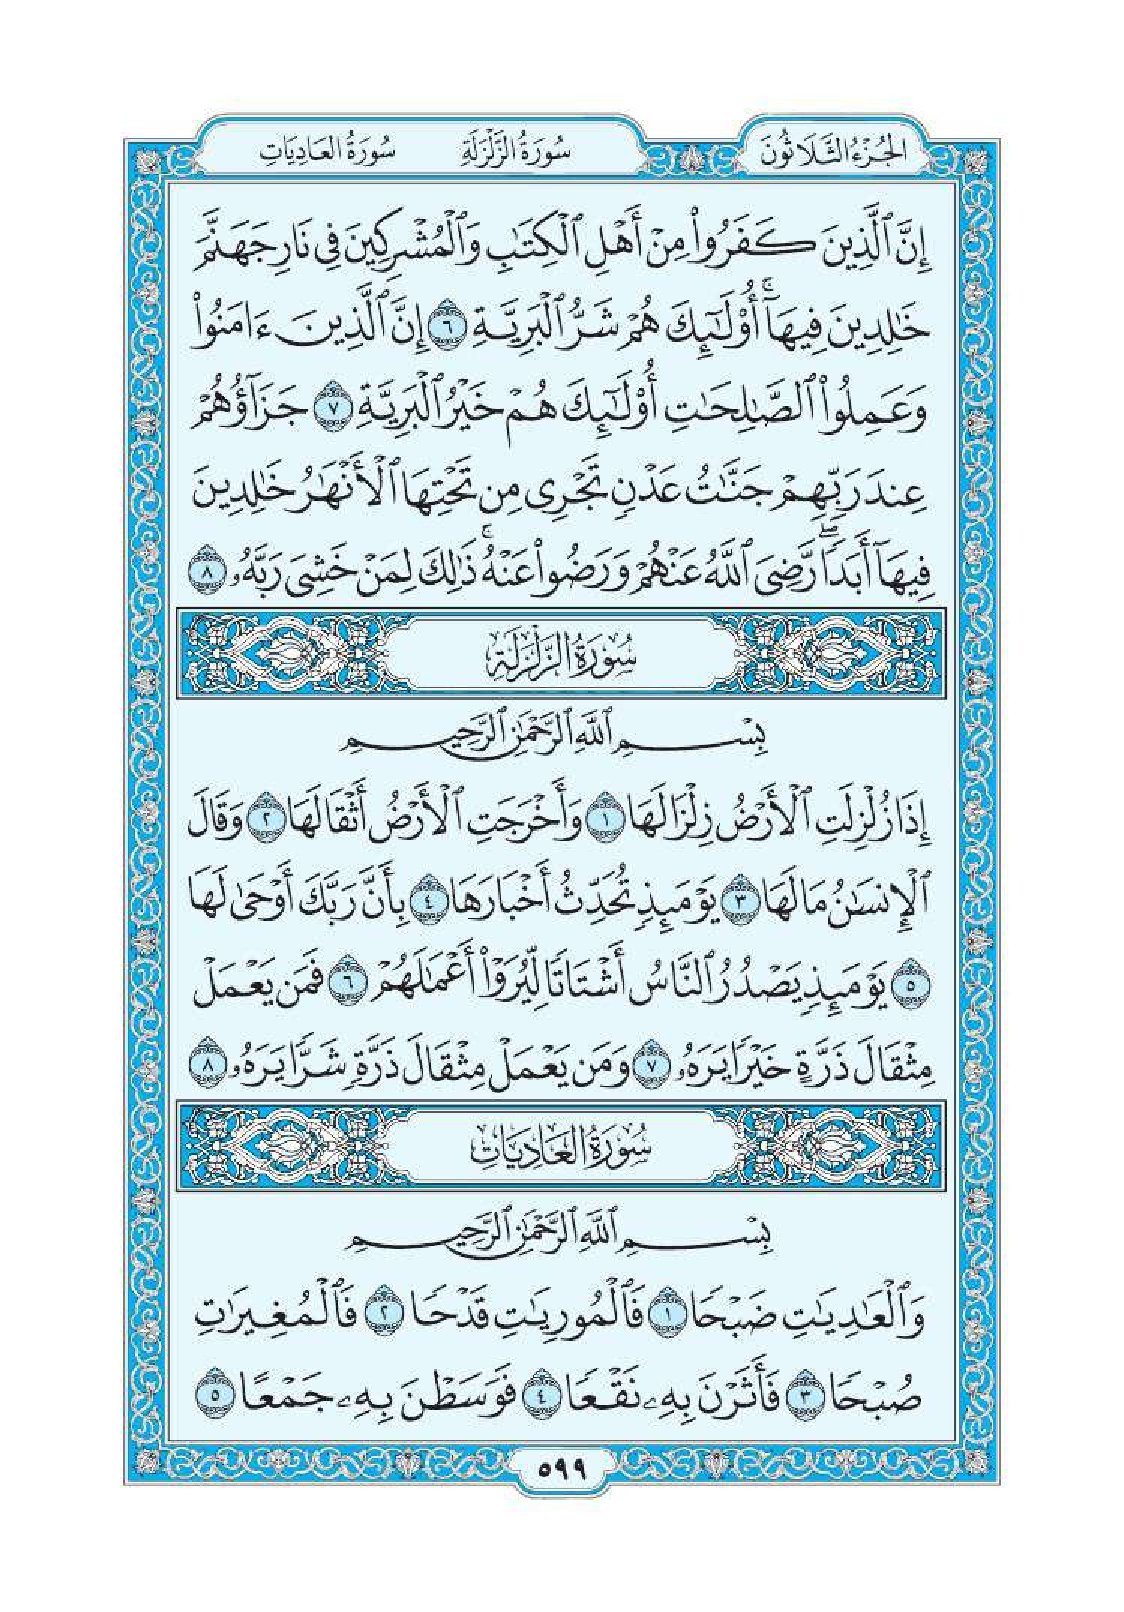 الجُزْءُ الثَّلَاثُونَ
سُورَةُ الزَّلْزَلَةِ سُورَةُ العَادِيَاتِ
إِنَّ ٱلَّذِينَ كَفَرُوا۟ مِنْ أَهْلِ ٱلْكِتَٰبِ وَٱلْمُشْرِكِينَ فِى نَارِ جَهَنَّمَ
خَٰلِدِينَ فِيهَآ ۚ أُو۟لَٰٓئِكَ هُمْ شَرُّ ٱلْبَرِيَّةِ ٦ إِنَّ ٱلَّذِينَ ءَامَنُوا۟
وَعَمِلُوا۟ ٱلصَّٰلِحَٰتِ أُو۟لَٰٓئِكَ هُمْ خَيْرُ ٱلْبَرِيَّةِ ٧ جَزَآؤُهُمْ
عِندَ رَبِّهِمْ جَنَّٰتُ عَدْنٍ تَجْرِى مِن تَحْتِهَا ٱلْأَنْهَٰرُ خَٰلِدِينَ
فِيهَآ أَبَدًا ۖ رَّضِىَ ٱللَّهُ عَنْهُمْ وَرَضُوا۟ عَنْهُ ۚ ذَٰلِكَ لِمَنْ خَشِىَ رَبَّهُۥ ٨
سُورَةُ الزَّلْزَلَةِ
بِسْمِ ٱللَّهِ ٱلرَّحْمَٰنِ ٱلرَّحِيمِ
إِذَا زُلْزِلَتِ ٱلْأَرْضُ زِلْزَالَهَا ١ وَأَخْرَجَتِ ٱلْأَرْضُ أَثْقَالَهَا ٢ وَقَالَ
ٱلْإِنسَٰنُ مَا لَهَا ٣ يَوْمَئِذٍ تُحَدِّثُ أَخْبَارَهَا ٤ بِأَنَّ رَبَّكَ أَوْحَىٰ لَهَا
٥ يَوْمَئِذٍ يَصْدُرُ ٱلنَّاسُ أَشْتَاتًا لِّيُرَوْا۟ أَعْمَٰلَهُمْ ٦ فَمَن يَعْمَلْ
مِثْقَالَ ذَرَّةٍ خَيْرًا يَرَهُۥ ٧ وَمَن يَعْمَلْ مِثْقَالَ ذَرَّةٍ شَرًّا يَرَهُۥ ٨
سُورَةُ العَادِيَاتِ
بِسْمِ ٱللَّهِ ٱلرَّحْمَٰنِ ٱلرَّحِيمِ
وَٱلْعَٰدِيَٰتِ ضَبْحًا ١ فَٱلْمُورِيَٰتِ قَدْحًا ٢ فَٱلْمُغِيرَٰتِ
صُبْحًا ٣ فَأَثَرْنَ بِهِۦ نَقْعًا ٤ فَوَسَطْنَ بِهِۦ جَمْعًا ٥
٥٩٩